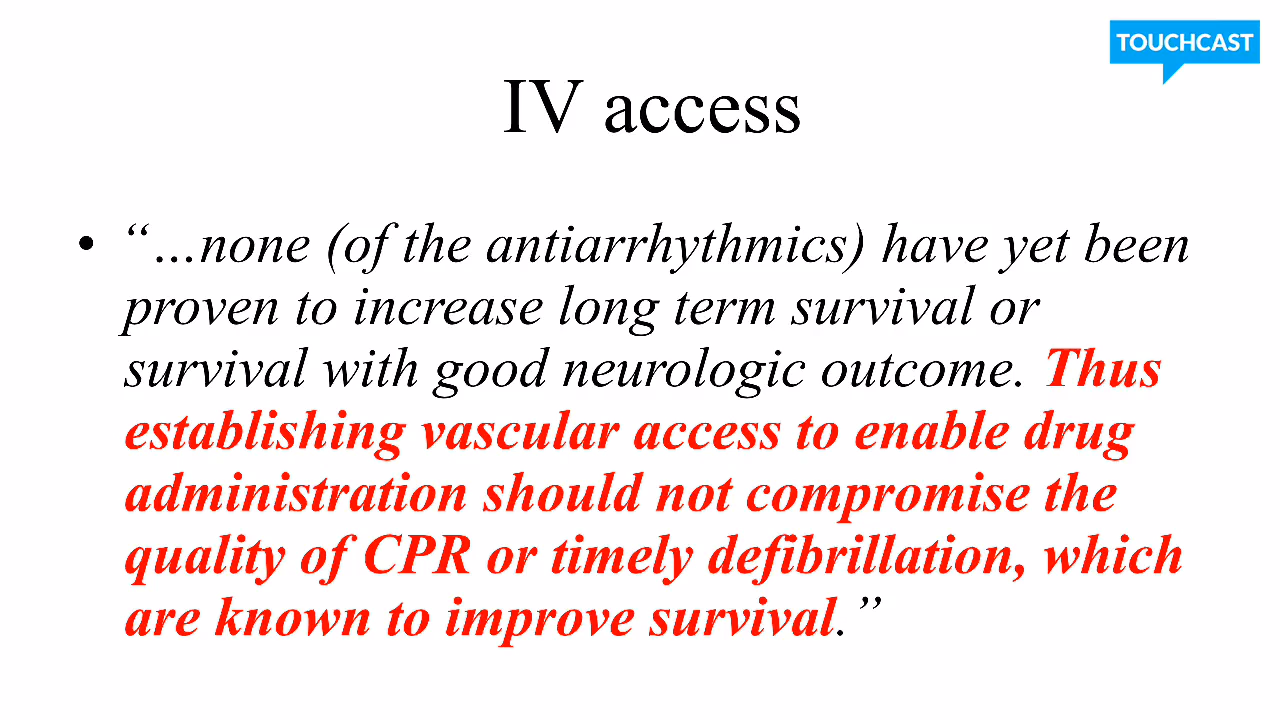 TOUCHCAST
IV access
• “…none (of the antiarrhythmics) have yet been
proven to increase long term survival or
survival with good neurologic outcome. Thus
establishing vascular access to enable drug
administration should not compromise the
quality of CPR or timely defibrillation, which
are known to improve survival.”